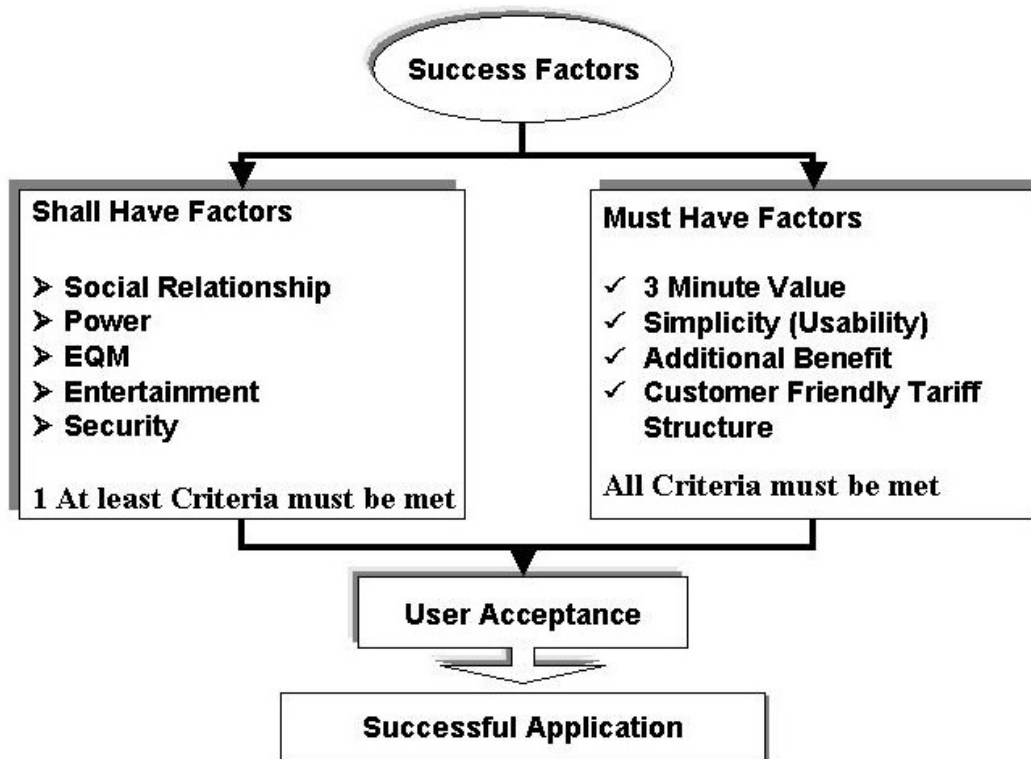 Success Factors
Shall Have Factors
➢ Social Relationship
➢ Power
➢ EQM
➢ Entertainment
➢ Security
1 At least Criteria must be met
Must Have Factors
✓ 3 Minute Value
✓ Simplicity (Usability)
✓ Additional Benefit
✓ Customer Friendly Tariff
Structure
All Criteria must be met
User Acceptance
Successful Application